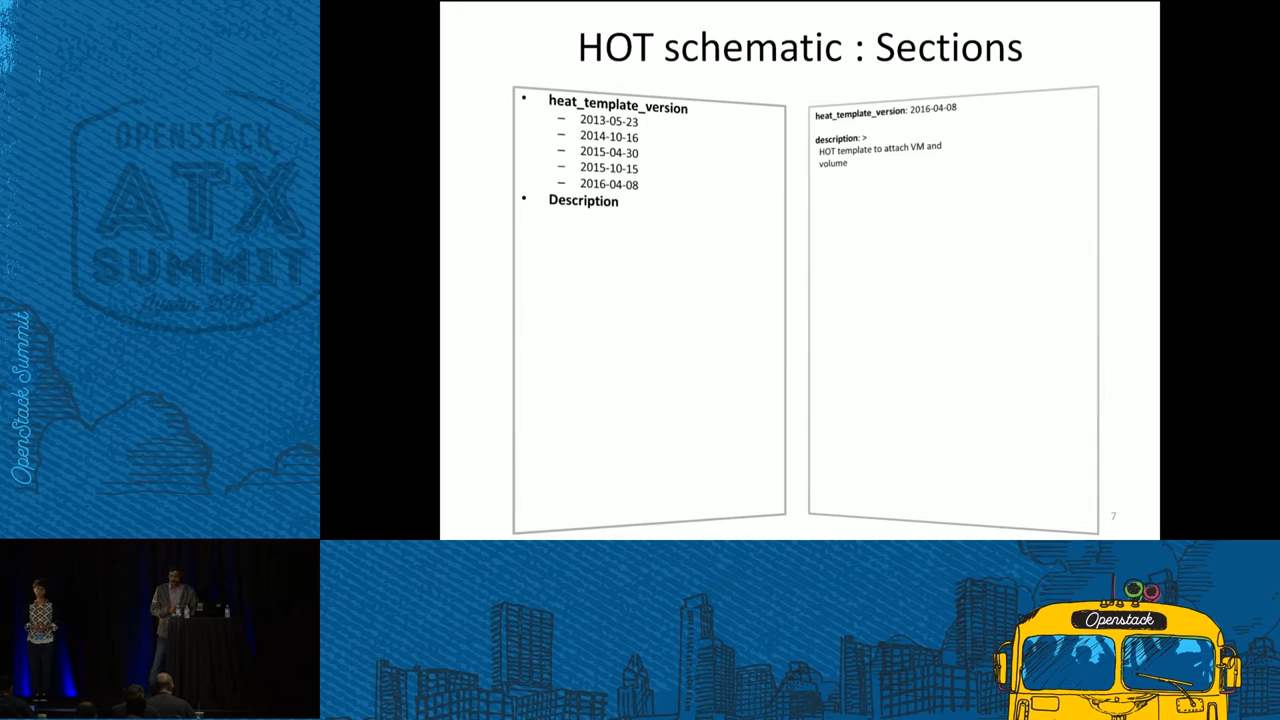 HOT schematic : Sections
• heat_template_version
– 2013-05-23
– 2014-10-16
– 2015-04-30
– 2015-10-15
– 2016-04-08
• Description
heat_template_version: 2016-04-08
description: >
HOT template to attach VM and
volume
7
ATX
SUMMIT
Austin 2016
OpenStack Summit
Openstack